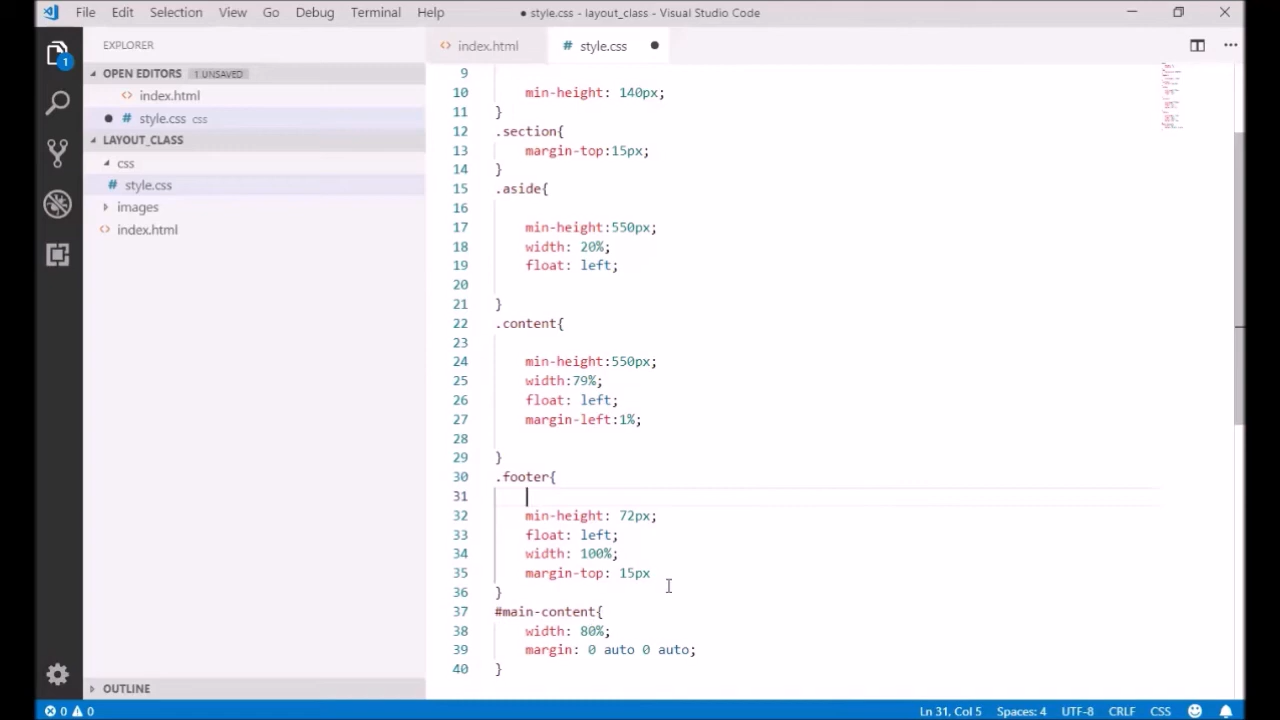 File Edit Selection View Go Debug Terminal Help ● style.css - layout_class - Visual Studio Code
EXPLORER
OPEN EDITORS 1 UNSAVED
<> index.html
● # style.css css
LAYOUT_CLASS
css
# style.css
images
<> index.html
OUTLINE
1
<> index.html # style.css ●
9
10 min-height: 140px;
11 }
12 .section{
13 margin-top:15px;
14 }
15 .aside{
16
17 min-height:550px;
18 width: 20%;
19 float: left;
20
21 }
22 .content{
23
24 min-height:550px;
25 width:79%;
26 float: left;
27 margin-left:1%;
28
29 }
30 .footer{
31
32 min-height: 72px;
33 float: left;
34 width: 100%;
35 margin-top: 15px
36 }
37 #main-content{
38 width: 80%;
39 margin: 0 auto 0 auto;
40 }
0 0 Ln 31, Col 5 Spaces: 4 UTF-8 CRLF CSS